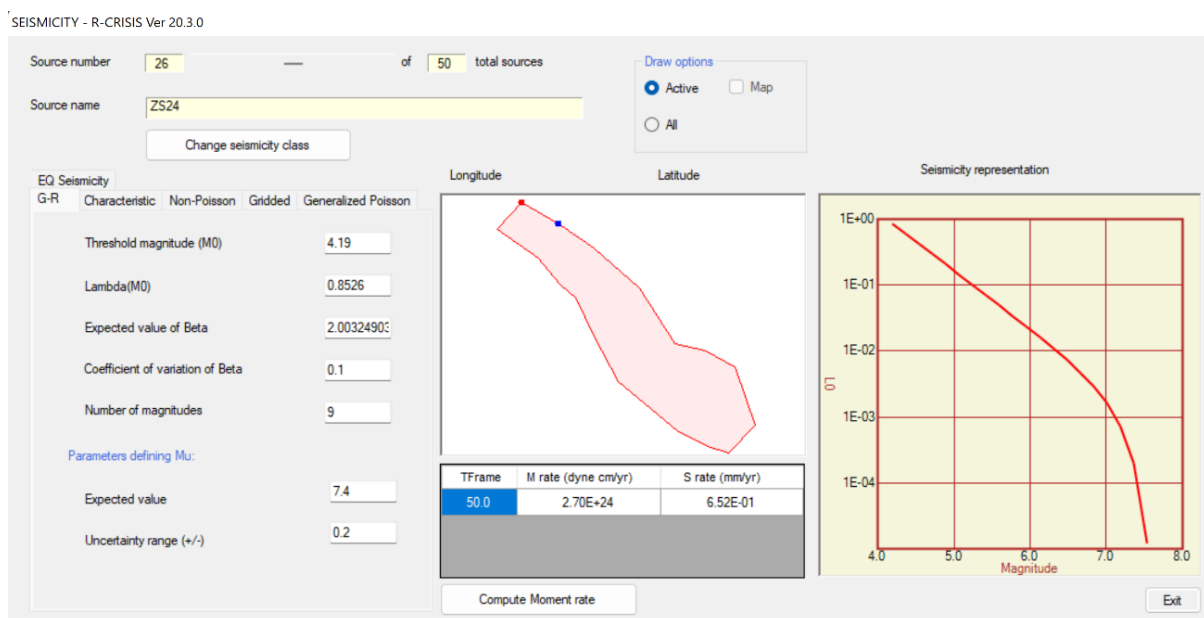 SEISMICITY - R-CRISIS Ver 20.3.0
Source number 26 — of 50 total sources
Source name ZS24
Change seismicity class
Draw options
Active Map
All
EQ Seismicity
G-R Characteristic Non-Poisson Gridded Generalized Poisson
Threshold magnitude (M0) 4.19
Lambda(M0) 0.8526
Expected value of Beta 2.00324903
Coefficient of variation of Beta 0.1
Number of magnitudes 9
Parameters defining Mu:
Expected value 7.4
Uncertainty range (+/-) 0.2
Longitude Latitude
TFrame M rate (dyne cm/yr) S rate (mm/yr)
50.0 2.70E+24 6.52E-01
Compute Moment rate
Seismicity representation
1E+00
1E-01
1E-02
L0
1E-03
1E-04
4.0 5.0 6.0 7.0 8.0
Magnitude
Exit